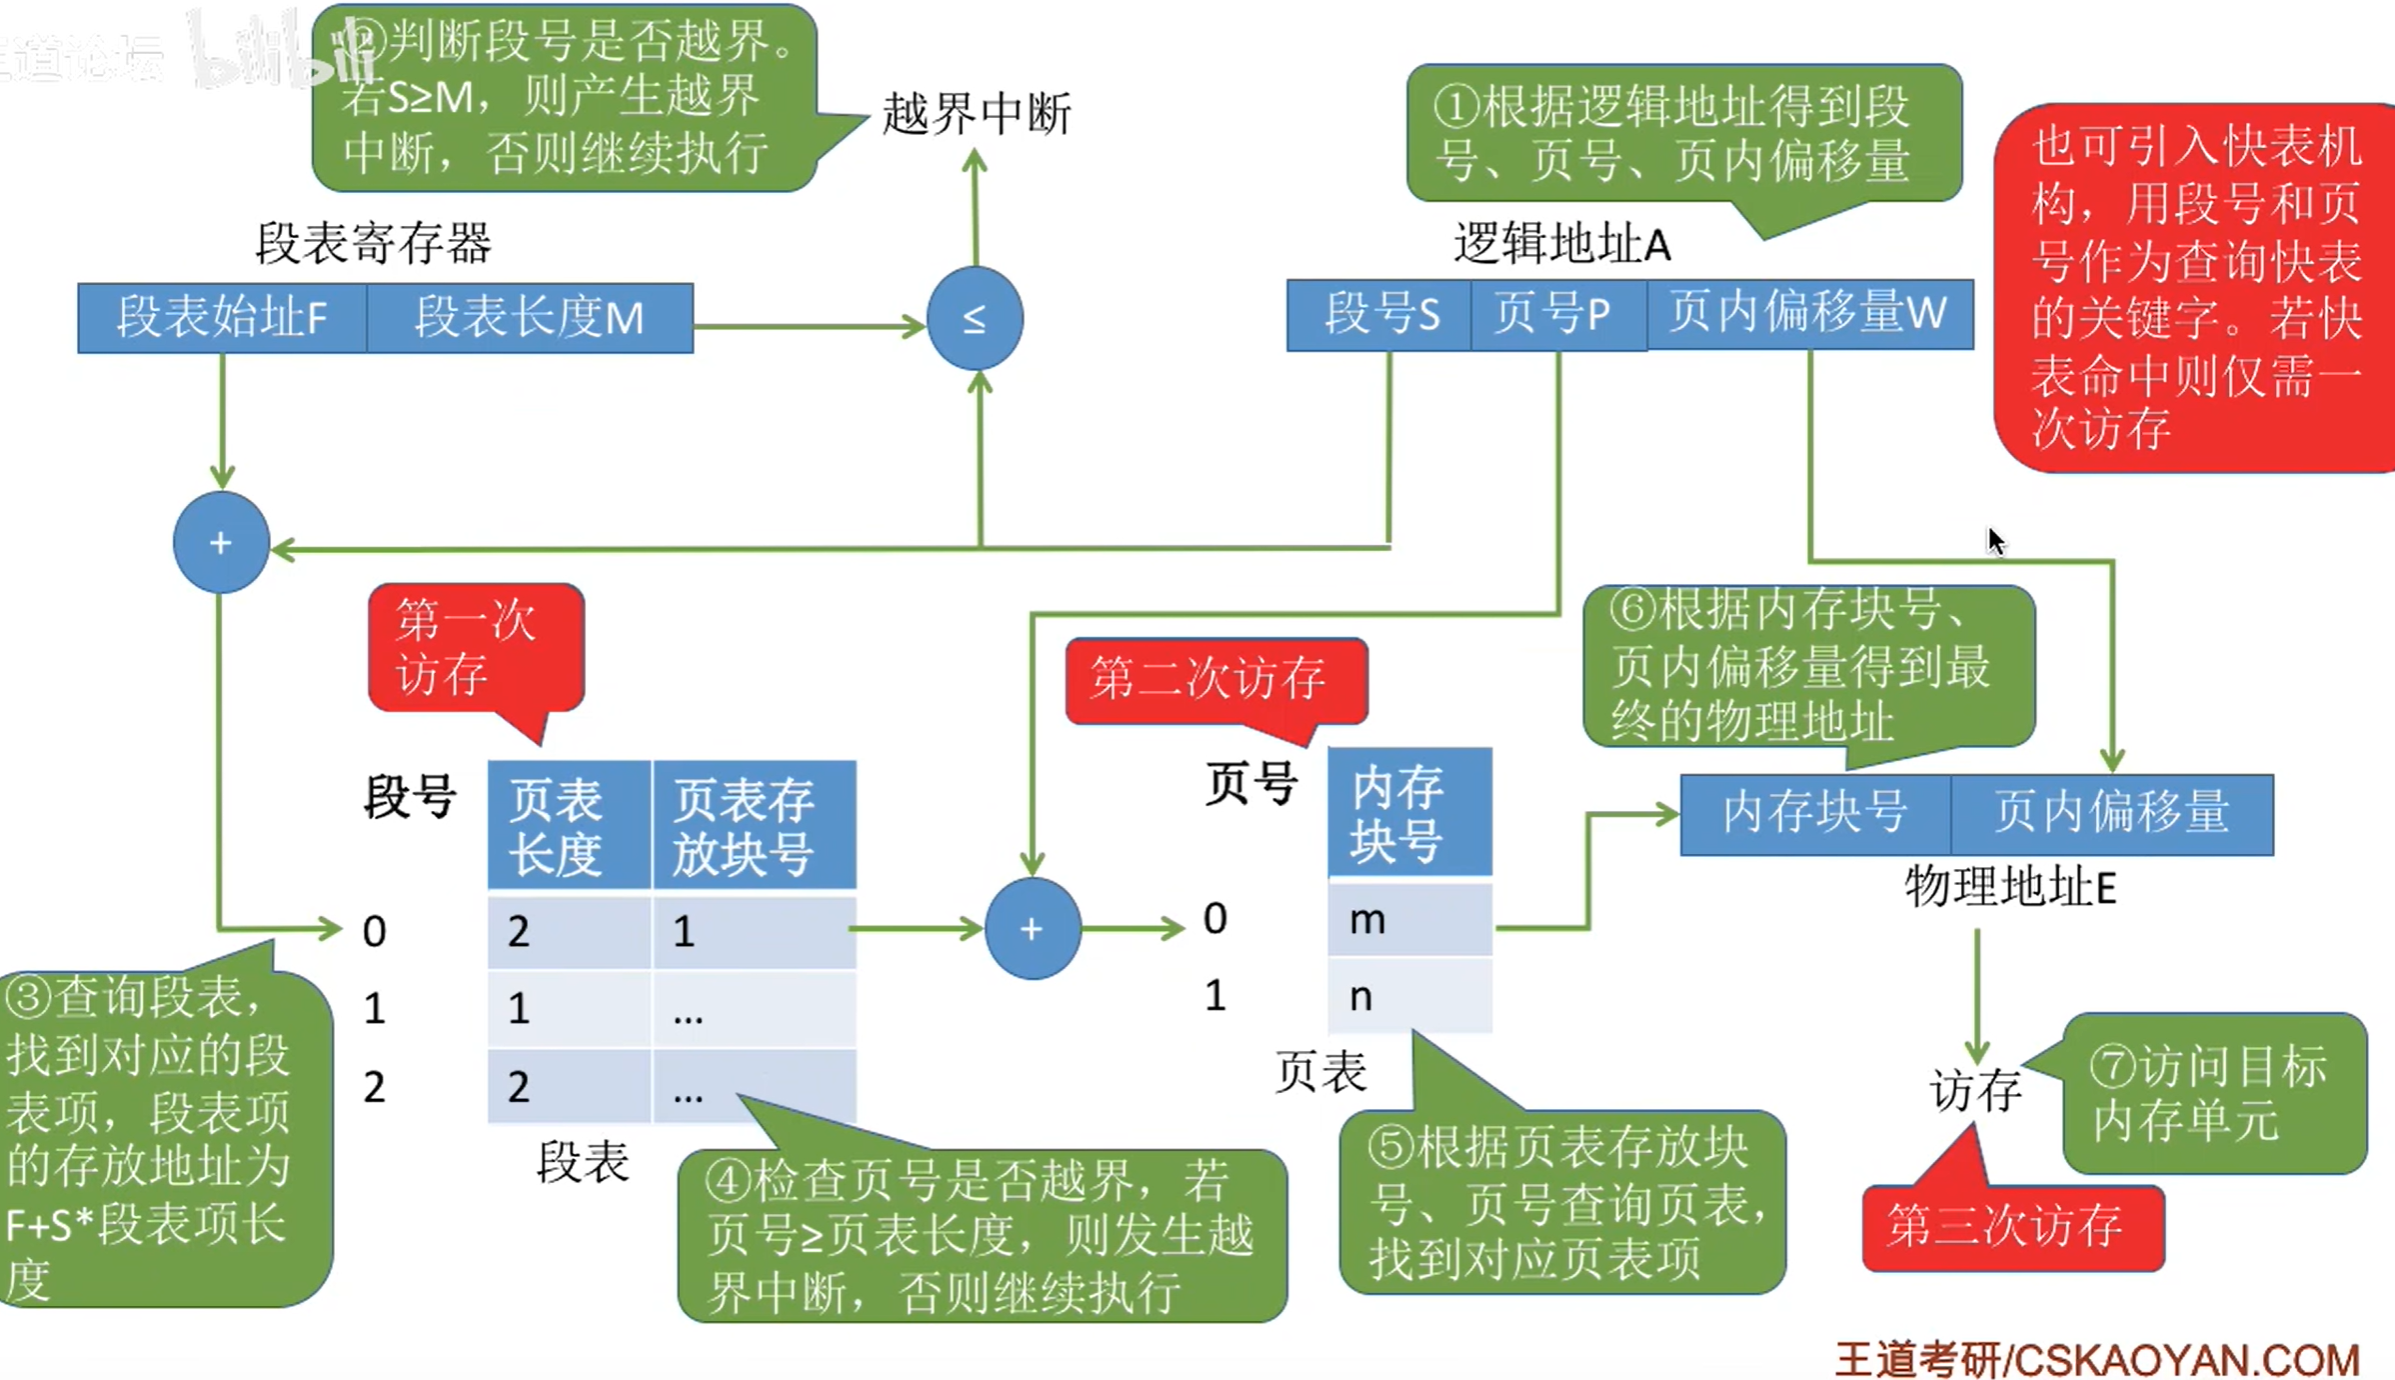 王道论坛
bilibili
②判断段号是否越界。
若S≥M，则产生越界
中断，否则继续执行
越界中断
①根据逻辑地址得到段
号、页号、页内偏移量
也可引入快表机
构，用段号和页
号作为查询快表
的关键字。若快
表命中则仅需一
次访存
段表寄存器
段表始址F 段表长度M
≤
逻辑地址A
段号S 页号P 页内偏移量W
+
第一次
访存
第二次访存
⑥根据内存块号、
页内偏移量得到最
终的物理地址
段号 页表长度 页表存放块号
0 2 1
1 1 …
2 2 …
段表
+
页号 内存块号
0 m
1 n
页表
内存块号 页内偏移量
物理地址E
③查询段表，
找到对应的段
表项，段表项
的存放地址为
F+S*段表项长
度
④检查页号是否越界，若
页号≥页表长度，则发生越
界中断，否则继续执行
⑤根据页表存放块
号、页号查询页表，
找到对应页表项
访存
⑦访问目标
内存单元
第三次访存
王道考研/CSKAOYAN.COM